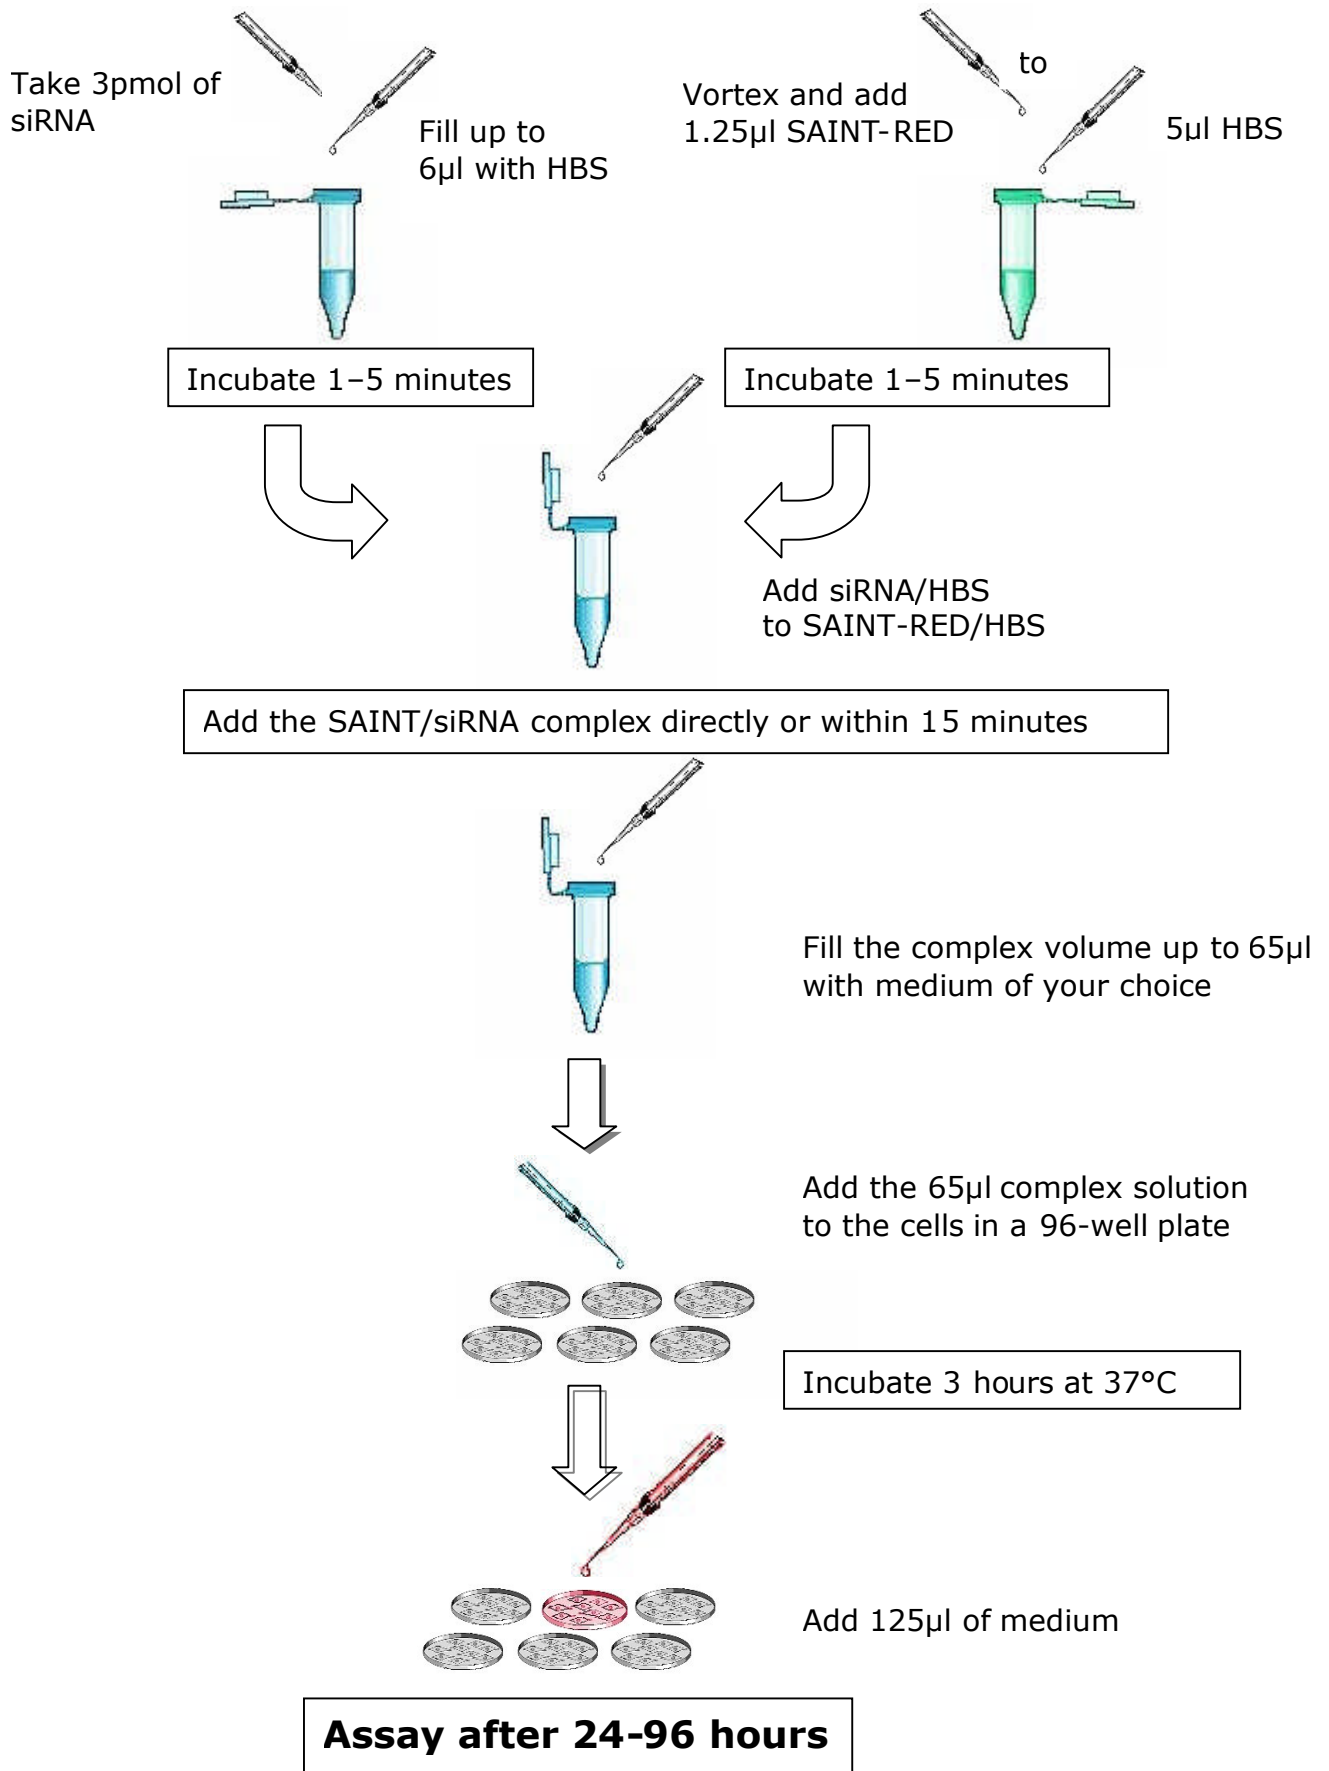 Take 3pmol of
siRNA
Fill up to
6µl with HBS
Vortex and add
1.25µl SAINT-RED
to
5µl HBS
Incubate 1–5 minutes
Incubate 1–5 minutes
Add siRNA/HBS
to SAINT-RED/HBS
Add the SAINT/siRNA complex directly or within 15 minutes
Fill the complex volume up to 65µl
with medium of your choice
Add the 65µl complex solution
to the cells in a 96-well plate
Incubate 3 hours at 37°C
Add 125µl of medium
Assay after 24-96 hours